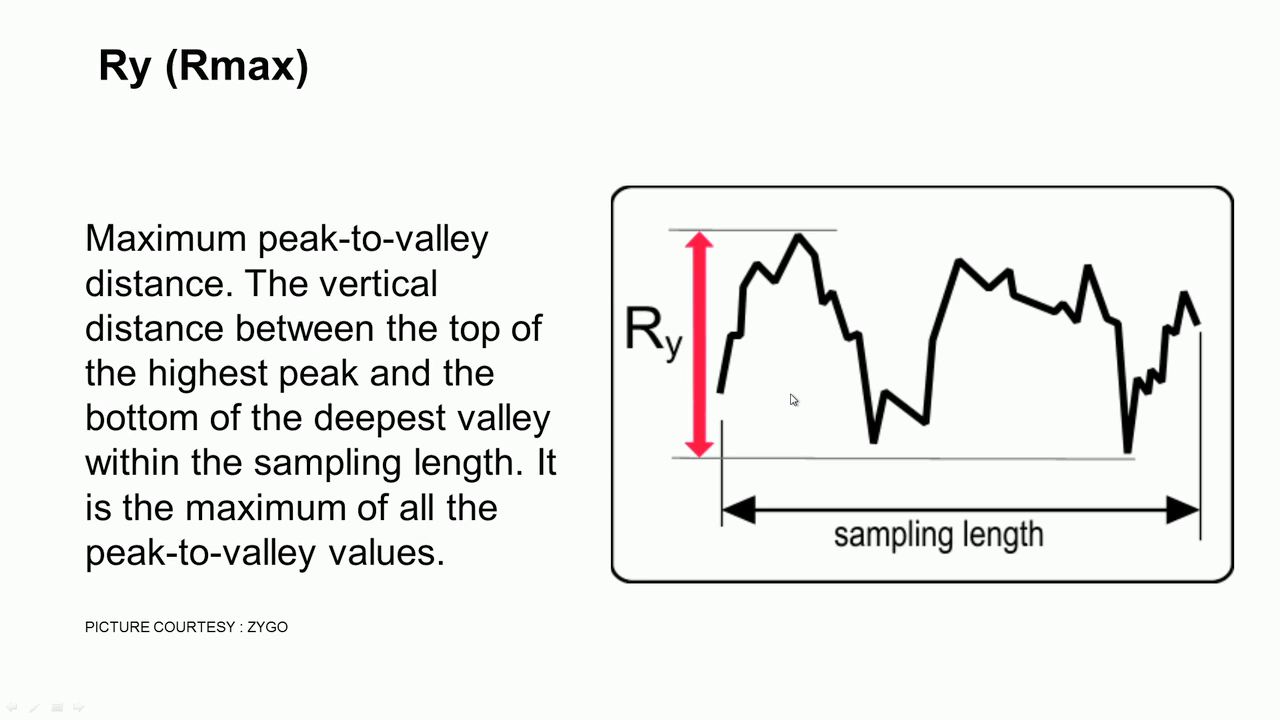 Ry (Rmax)
Maximum peak-to-valley
distance. The vertical
distance between the top of
the highest peak and the
bottom of the deepest valley
within the sampling length. It
is the maximum of all the
peak-to-valley values.
PICTURE COURTESY : ZYGO
Ry
sampling length